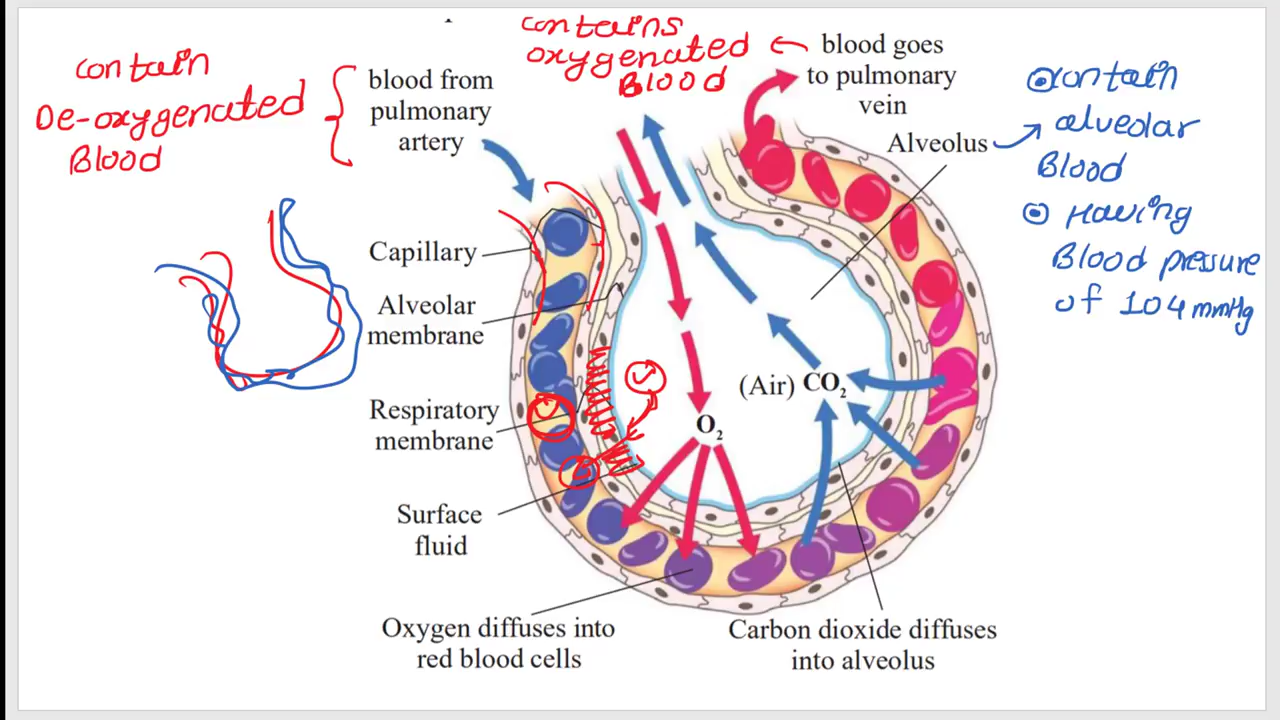 contain
De-oxygenated
Blood
blood from
pulmonary
artery
contains
oxygenated
Blood
blood goes
to pulmonary
vein
Alveolus
contain
alveolar
Blood
Having
Blood pressure
of 104 mmHg
Capillary
Alveolar
membrane
Respiratory
membrane
Surface
fluid
(Air) CO₂
O₂
Oxygen diffuses into
red blood cells
Carbon dioxide diffuses
into alveolus